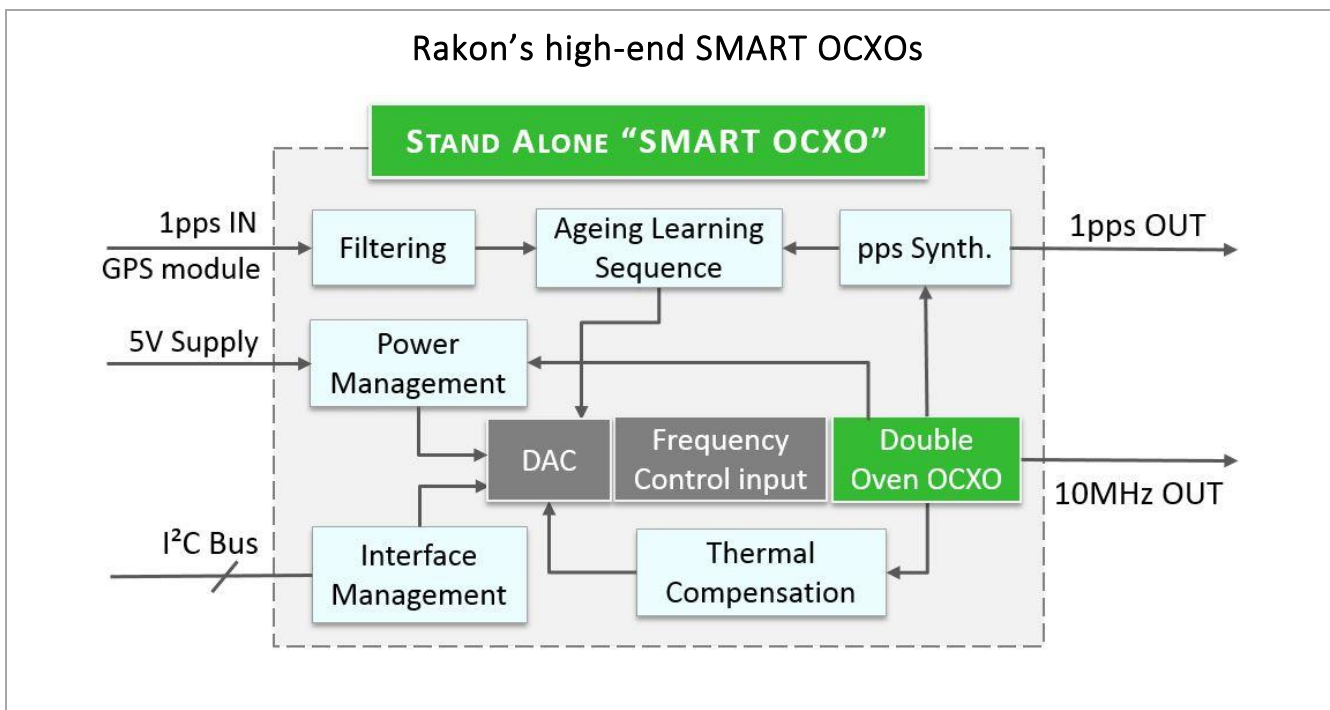 Rakon’s high-end SMART OCXOs
STAND ALONE “SMART OCXO”
1pps IN
GPS module
Filtering
Ageing Learning
Sequence
pps Synth.
1pps OUT
5V Supply
Power
Management
DAC
Frequency
Control input
Double
Oven OCXO
10MHz OUT
I²C Bus
Interface
Management
Thermal
Compensation